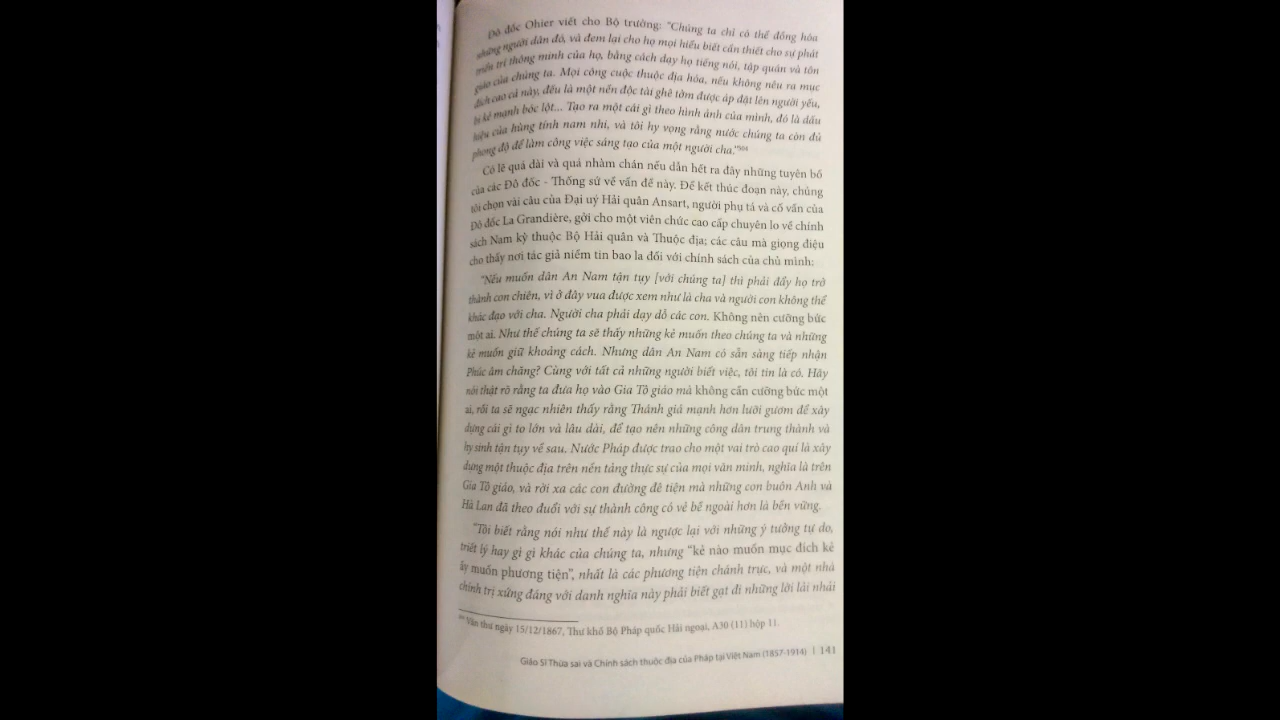 Đô đốc Ohier viết cho Bộ trưởng: "Chúng ta chỉ có thể đồng hóa
những người dân đó, và đem lại cho họ mọi hiểu biết cần thiết cho sự phát
triển trí thông minh của họ, bằng cách dạy họ tiếng nói, tập quán và tôn
giáo của chúng ta. Mọi công cuộc thuộc địa hóa, nếu không nêu ra mục
đích cao cả này, đều là một nền độc tài ghê tởm được áp đặt lên người yếu,
bị kẻ mạnh bóc lột... Tạo ra một cái gì theo hình ảnh của mình, đó là dấu
hiệu của hùng tính nam nhi, và tôi hy vọng rằng nước chúng ta còn đủ
phong độ để làm công việc sáng tạo của một người cha."⁵⁰⁴
Có lẽ quá dài và quá nhàm chán nếu dẫn hết ra đây những tuyên bố
của các Đô đốc - Thống sứ về vấn đề này. Để kết thúc đoạn này, chúng
tôi chọn vài câu của Đại uý Hải quân Ansart, người phụ tá và cố vấn của
Đô đốc La Grandière, gởi cho một viên chức cao cấp chuyên lo về chính
sách Nam kỳ thuộc Bộ Hải quân và Thuộc địa; các câu mà giọng điệu
cho thấy nơi tác giả niềm tin bao la đối với chính sách của chủ mình:
"Nếu muốn dân An Nam tận tụy [với chúng ta] thì phải đẩy họ trở
thành con chiên, vì ở đây vua được xem như là cha và người con không thể
khác đạo với cha. Người cha phải dạy dỗ các con. Không nên cưỡng bức
một ai. Như thế chúng ta sẽ thấy những kẻ muốn theo chúng ta và những
kẻ muốn giữ khoảng cách. Nhưng dân An Nam có sẵn sàng tiếp nhận
Phúc âm chăng? Cùng với tất cả những người biết việc, tôi tin là có. Hãy
nói thật rõ rằng ta đưa họ vào Gia Tô giáo mà không cần cưỡng bức một
ai, rồi ta sẽ ngạc nhiên thấy rằng Thánh giá mạnh hơn lưỡi gươm để xây
dựng cái gì to lớn và lâu dài, để tạo nên những công dân trung thành và
hy sinh tận tụy về sau. Nước Pháp được trao cho một vai trò cao quí là xây
dựng một thuộc địa trên nền tảng thực sự của mọi văn minh, nghĩa là trên
Gia Tô giáo, và rời xa các con đường đê tiện mà những con buôn Anh và
Hà Lan đã theo đuổi với sự thành công có vẻ bề ngoài hơn là bền vững.
"Tôi biết rằng nói như thế này là ngược lại với những ý tưởng tự do,
triết lý hay gì gì khác của chúng ta, nhưng "kẻ nào muốn mục đích kẻ
ấy muốn phương tiện", nhất là các phương tiện chánh trực, và một nhà
chính trị xứng đáng với danh nghĩa này phải biết gạt đi những lời lải nhải
⁵⁰⁴ Văn thư ngày 15/12/1867, Thư khố Bộ Pháp quốc Hải ngoại, A30 (11) hộp 11.
Giáo Sĩ Thừa sai và Chính sách thuộc địa của Pháp tại Việt Nam (1857-1914) | 141